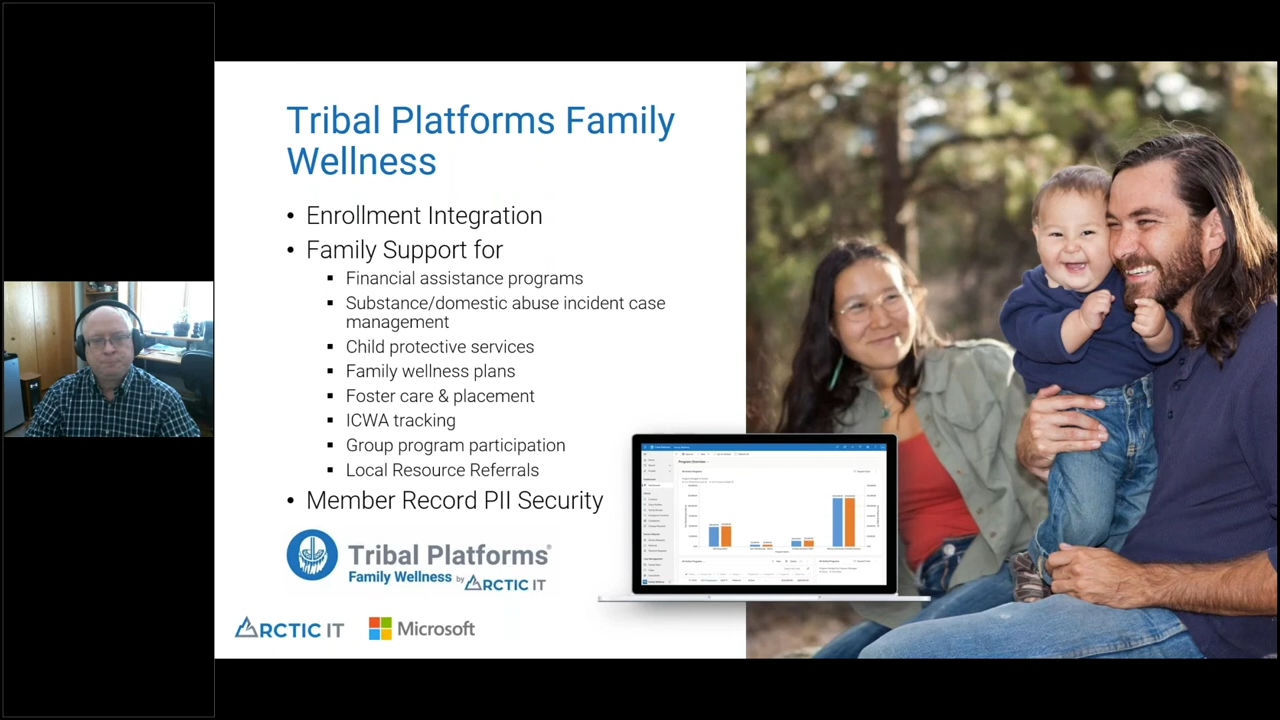 Tribal Platforms Family
Wellness
• Enrollment Integration
• Family Support for
▪ Financial assistance programs
▪ Substance/domestic abuse incident case
management
▪ Child protective services
▪ Family wellness plans
▪ Foster care & placement
▪ ICWA tracking
▪ Group program participation
▪ Local Resource Referrals
• Member Record PII Security
Tribal Platforms®
Family Wellness by ARCTIC IT
ARCTIC IT
Microsoft
Program Overview